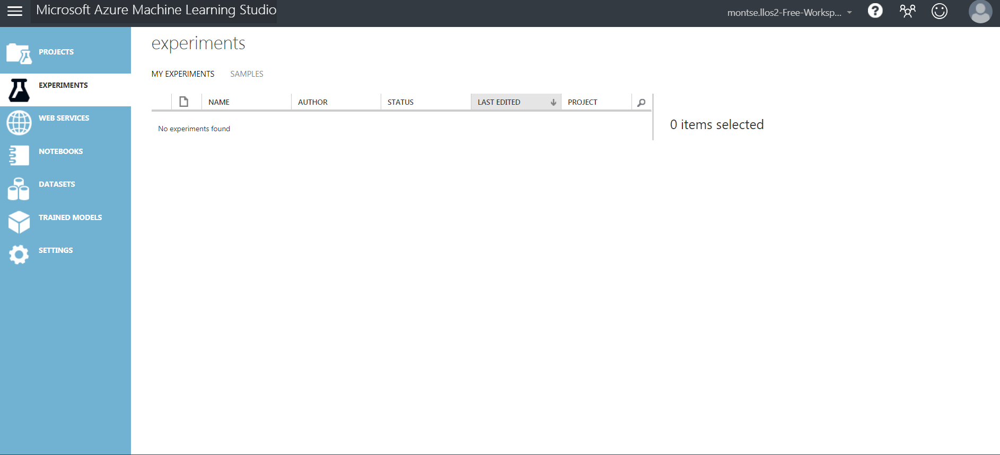 Microsoft Azure Machine Learning Studio
montse.llos2-Free-Worksp...
?
PROJECTS
EXPERIMENTS
WEB SERVICES
NOTEBOOKS
DATASETS
TRAINED MODELS
SETTINGS
experiments
MY EXPERIMENTS SAMPLES
NAME AUTHOR STATUS LAST EDITED PROJECT
No experiments found
0 items selected